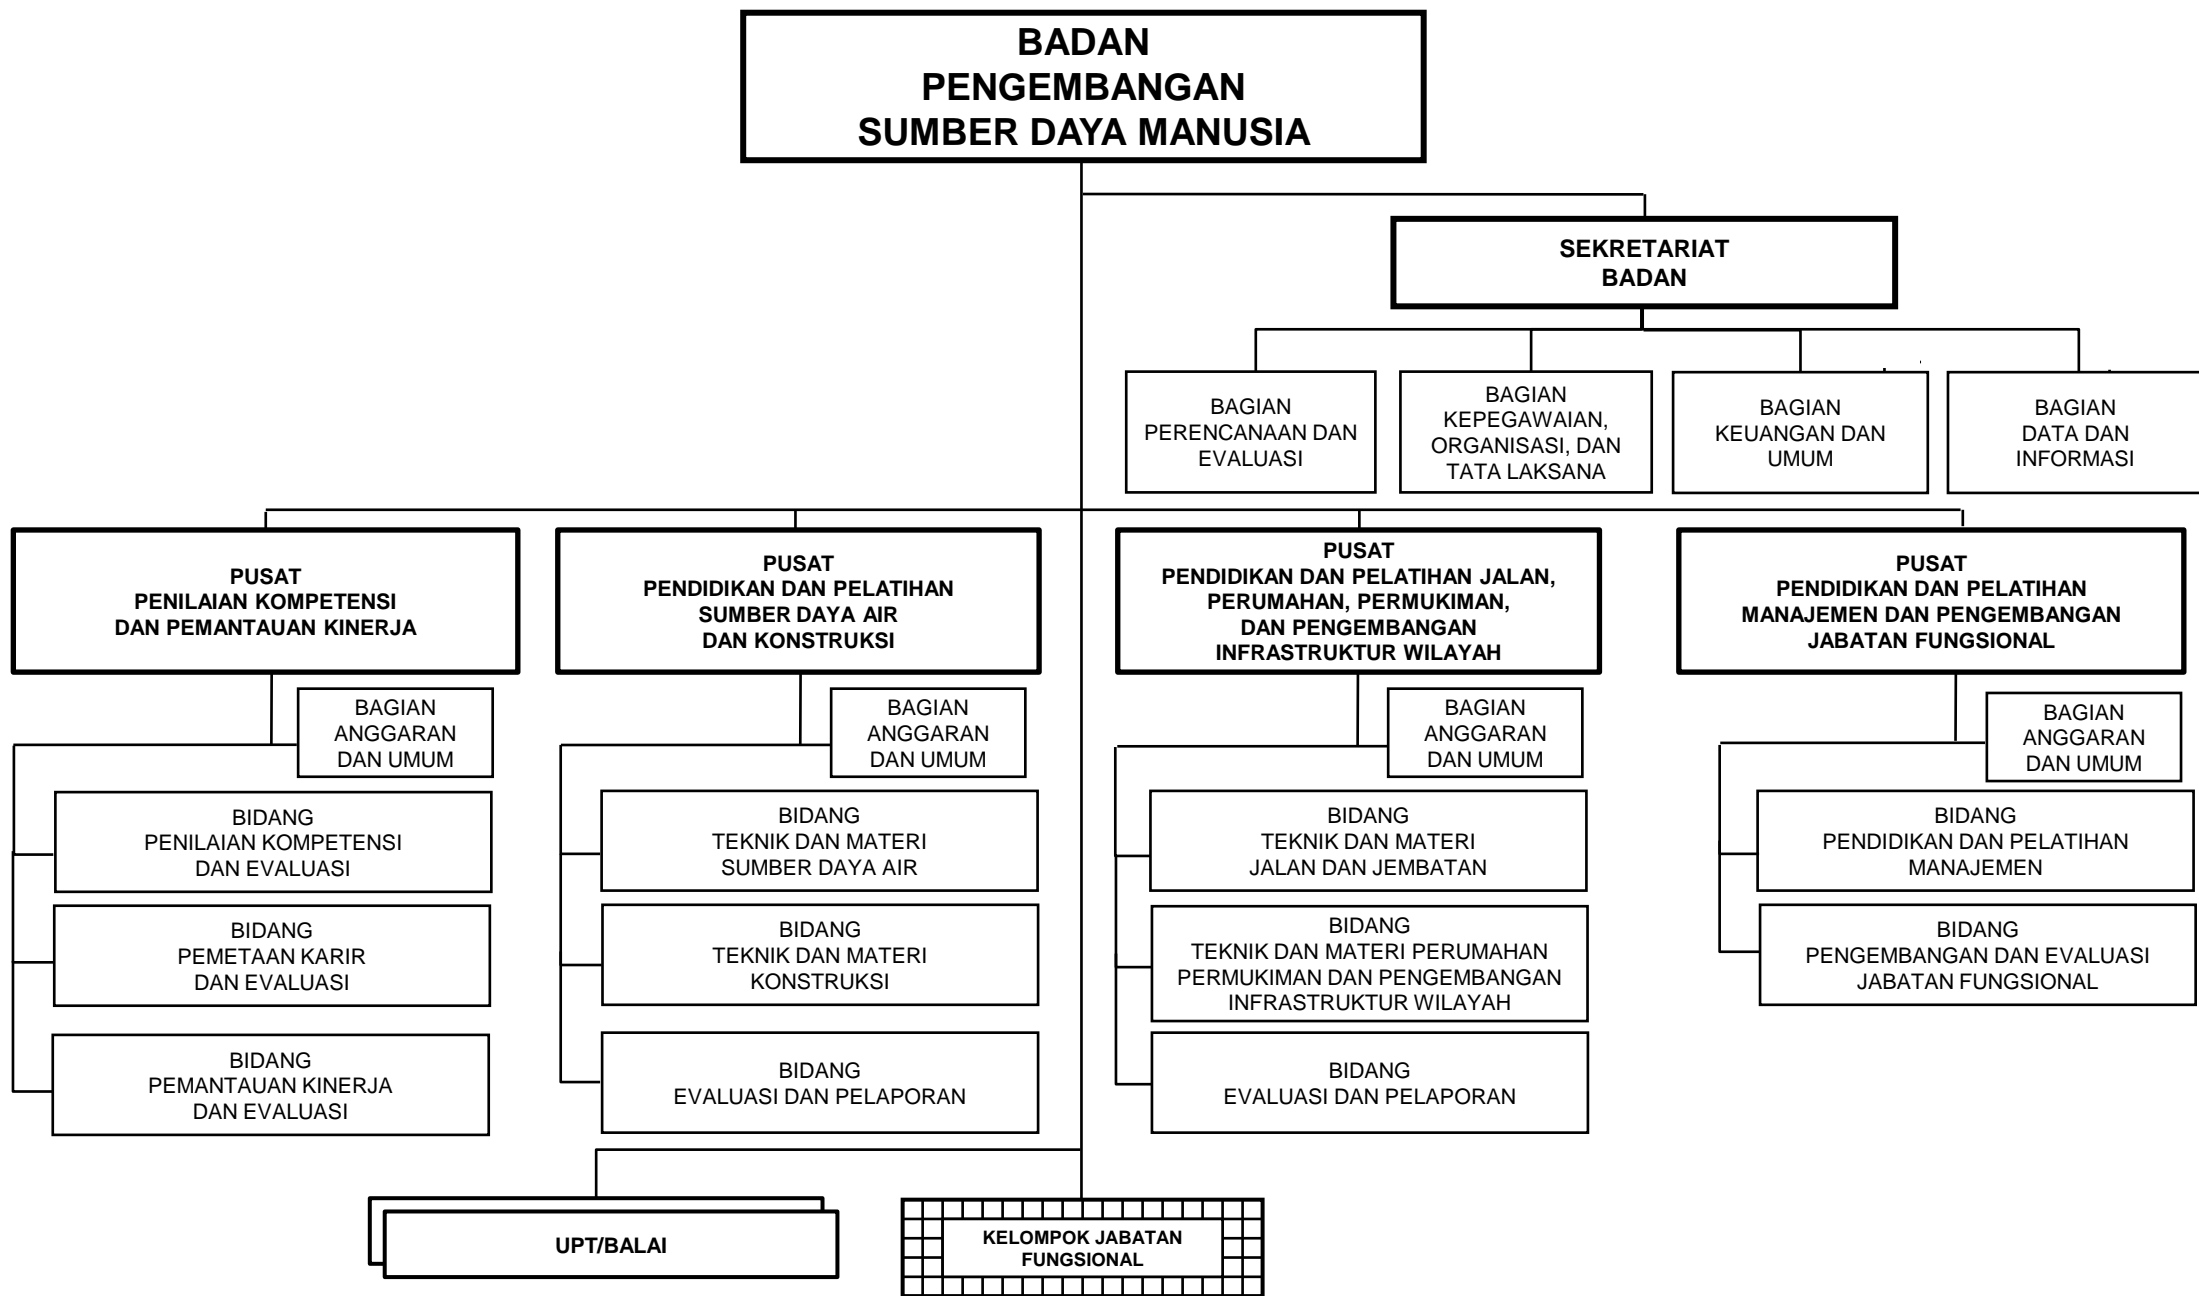 BADAN
PENGEMBANGAN
SUMBER DAYA MANUSIA
SEKRETARIAT
BADAN
BAGIAN
PERENCANAAN DAN
EVALUASI
BAGIAN
KEPEGAWAIAN,
ORGANISASI, DAN
TATA LAKSANA
BAGIAN
KEUANGAN DAN
UMUM
BAGIAN
DATA DAN
INFORMASI
PUSAT
PENILAIAN KOMPETENSI
DAN PEMANTAUAN KINERJA
PUSAT
PENDIDIKAN DAN PELATIHAN
SUMBER DAYA AIR
DAN KONSTRUKSI
PUSAT
PENDIDIKAN DAN PELATIHAN JALAN,
PERUMAHAN, PERMUKIMAN,
DAN PENGEMBANGAN
INFRASTRUKTUR WILAYAH
PUSAT
PENDIDIKAN DAN PELATIHAN
MANAJEMEN DAN PENGEMBANGAN
JABATAN FUNGSIONAL
BAGIAN
ANGGARAN
DAN UMUM
BIDANG
PENILAIAN KOMPETENSI
DAN EVALUASI
BIDANG
PEMETAAN KARIR
DAN EVALUASI
BIDANG
PEMANTAUAN KINERJA
DAN EVALUASI
BAGIAN
ANGGARAN
DAN UMUM
BIDANG
TEKNIK DAN MATERI
SUMBER DAYA AIR
BIDANG
TEKNIK DAN MATERI
KONSTRUKSI
BIDANG
EVALUASI DAN PELAPORAN
BAGIAN
ANGGARAN
DAN UMUM
BIDANG
TEKNIK DAN MATERI
JALAN DAN JEMBATAN
BIDANG
TEKNIK DAN MATERI PERUMAHAN
PERMUKIMAN DAN PENGEMBANGAN
INFRASTRUKTUR WILAYAH
BIDANG
EVALUASI DAN PELAPORAN
BAGIAN
ANGGARAN
DAN UMUM
BIDANG
PENDIDIKAN DAN PELATIHAN
MANAJEMEN
BIDANG
PENGEMBANGAN DAN EVALUASI
JABATAN FUNGSIONAL
UPT/BALAI
KELOMPOK JABATAN
FUNGSIONAL